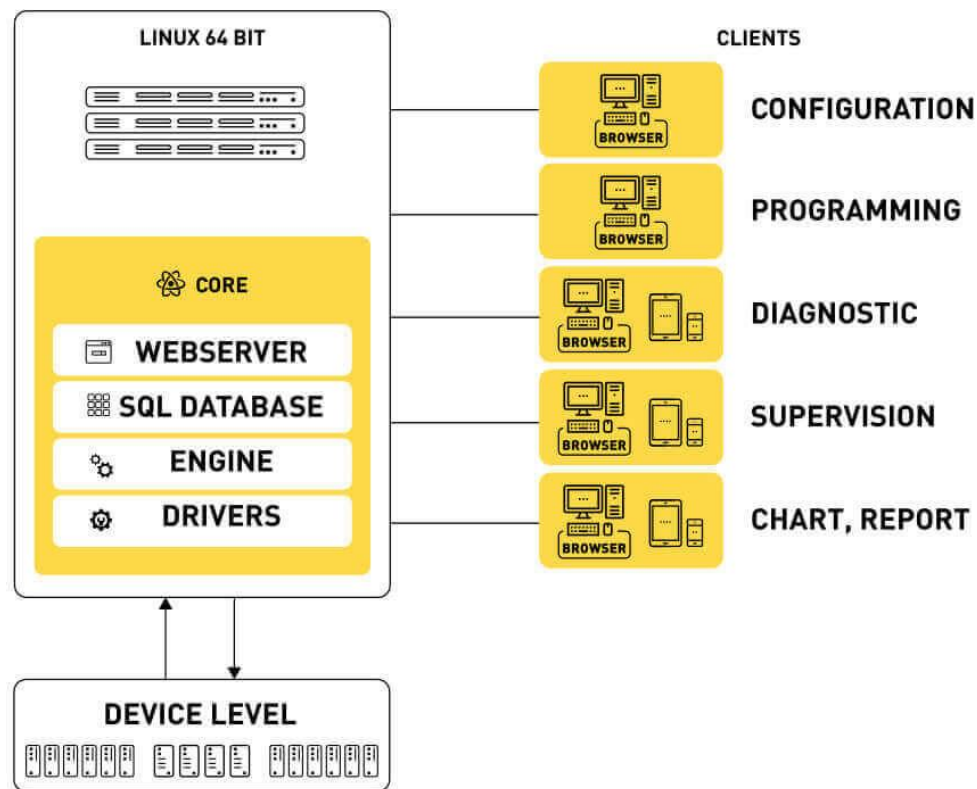 LINUX 64 BIT
CORE
WEBSERVER
SQL DATABASE
ENGINE
DRIVERS
DEVICE LEVEL
CLIENTS
BROWSER
CONFIGURATION
BROWSER
PROGRAMMING
BROWSER
DIAGNOSTIC
BROWSER
SUPERVISION
BROWSER
CHART, REPORT